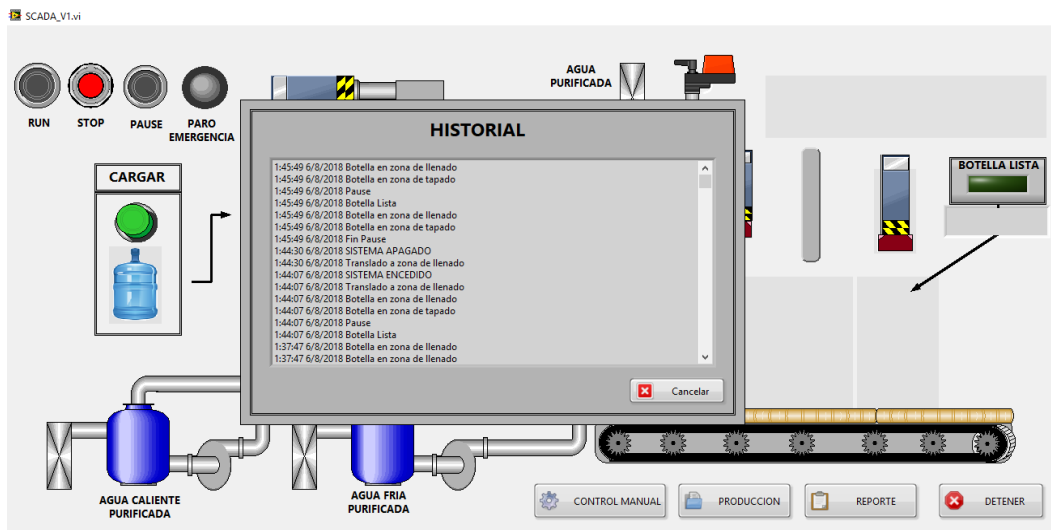 SCADA_V1.vi
RUN
STOP
PAUSE
PARO
EMERGENCIA
AGUA
PURIFICADA
CARGAR
HISTORIAL
1:45:49 6/8/2018 Botella en zona de llenado
1:45:49 6/8/2018 Botella en zona de tapado
1:45:49 6/8/2018 Pause
1:45:49 6/8/2018 Botella Lista
1:45:49 6/8/2018 Botella en zona de llenado
1:45:49 6/8/2018 Botella en zona de tapado
1:45:49 6/8/2018 Fin Pause
1:44:30 6/8/2018 SISTEMA APAGADO
1:44:30 6/8/2018 Translado a zona de llenado
1:44:07 6/8/2018 SISTEMA ENCEDIDO
1:44:07 6/8/2018 Translado a zona de llenado
1:44:07 6/8/2018 Botella en zona de llenado
1:44:07 6/8/2018 Botella en zona de tapado
1:44:07 6/8/2018 Pause
1:44:07 6/8/2018 Botella Lista
1:37:47 6/8/2018 Botella en zona de llenado
1:37:47 6/8/2018 Botella en zona de llenado
Cancelar
BOTELLA LISTA
AGUA CALIENTE
PURIFICADA
AGUA FRIA
PURIFICADA
CONTROL MANUAL
PRODUCCION
REPORTE
DETENER